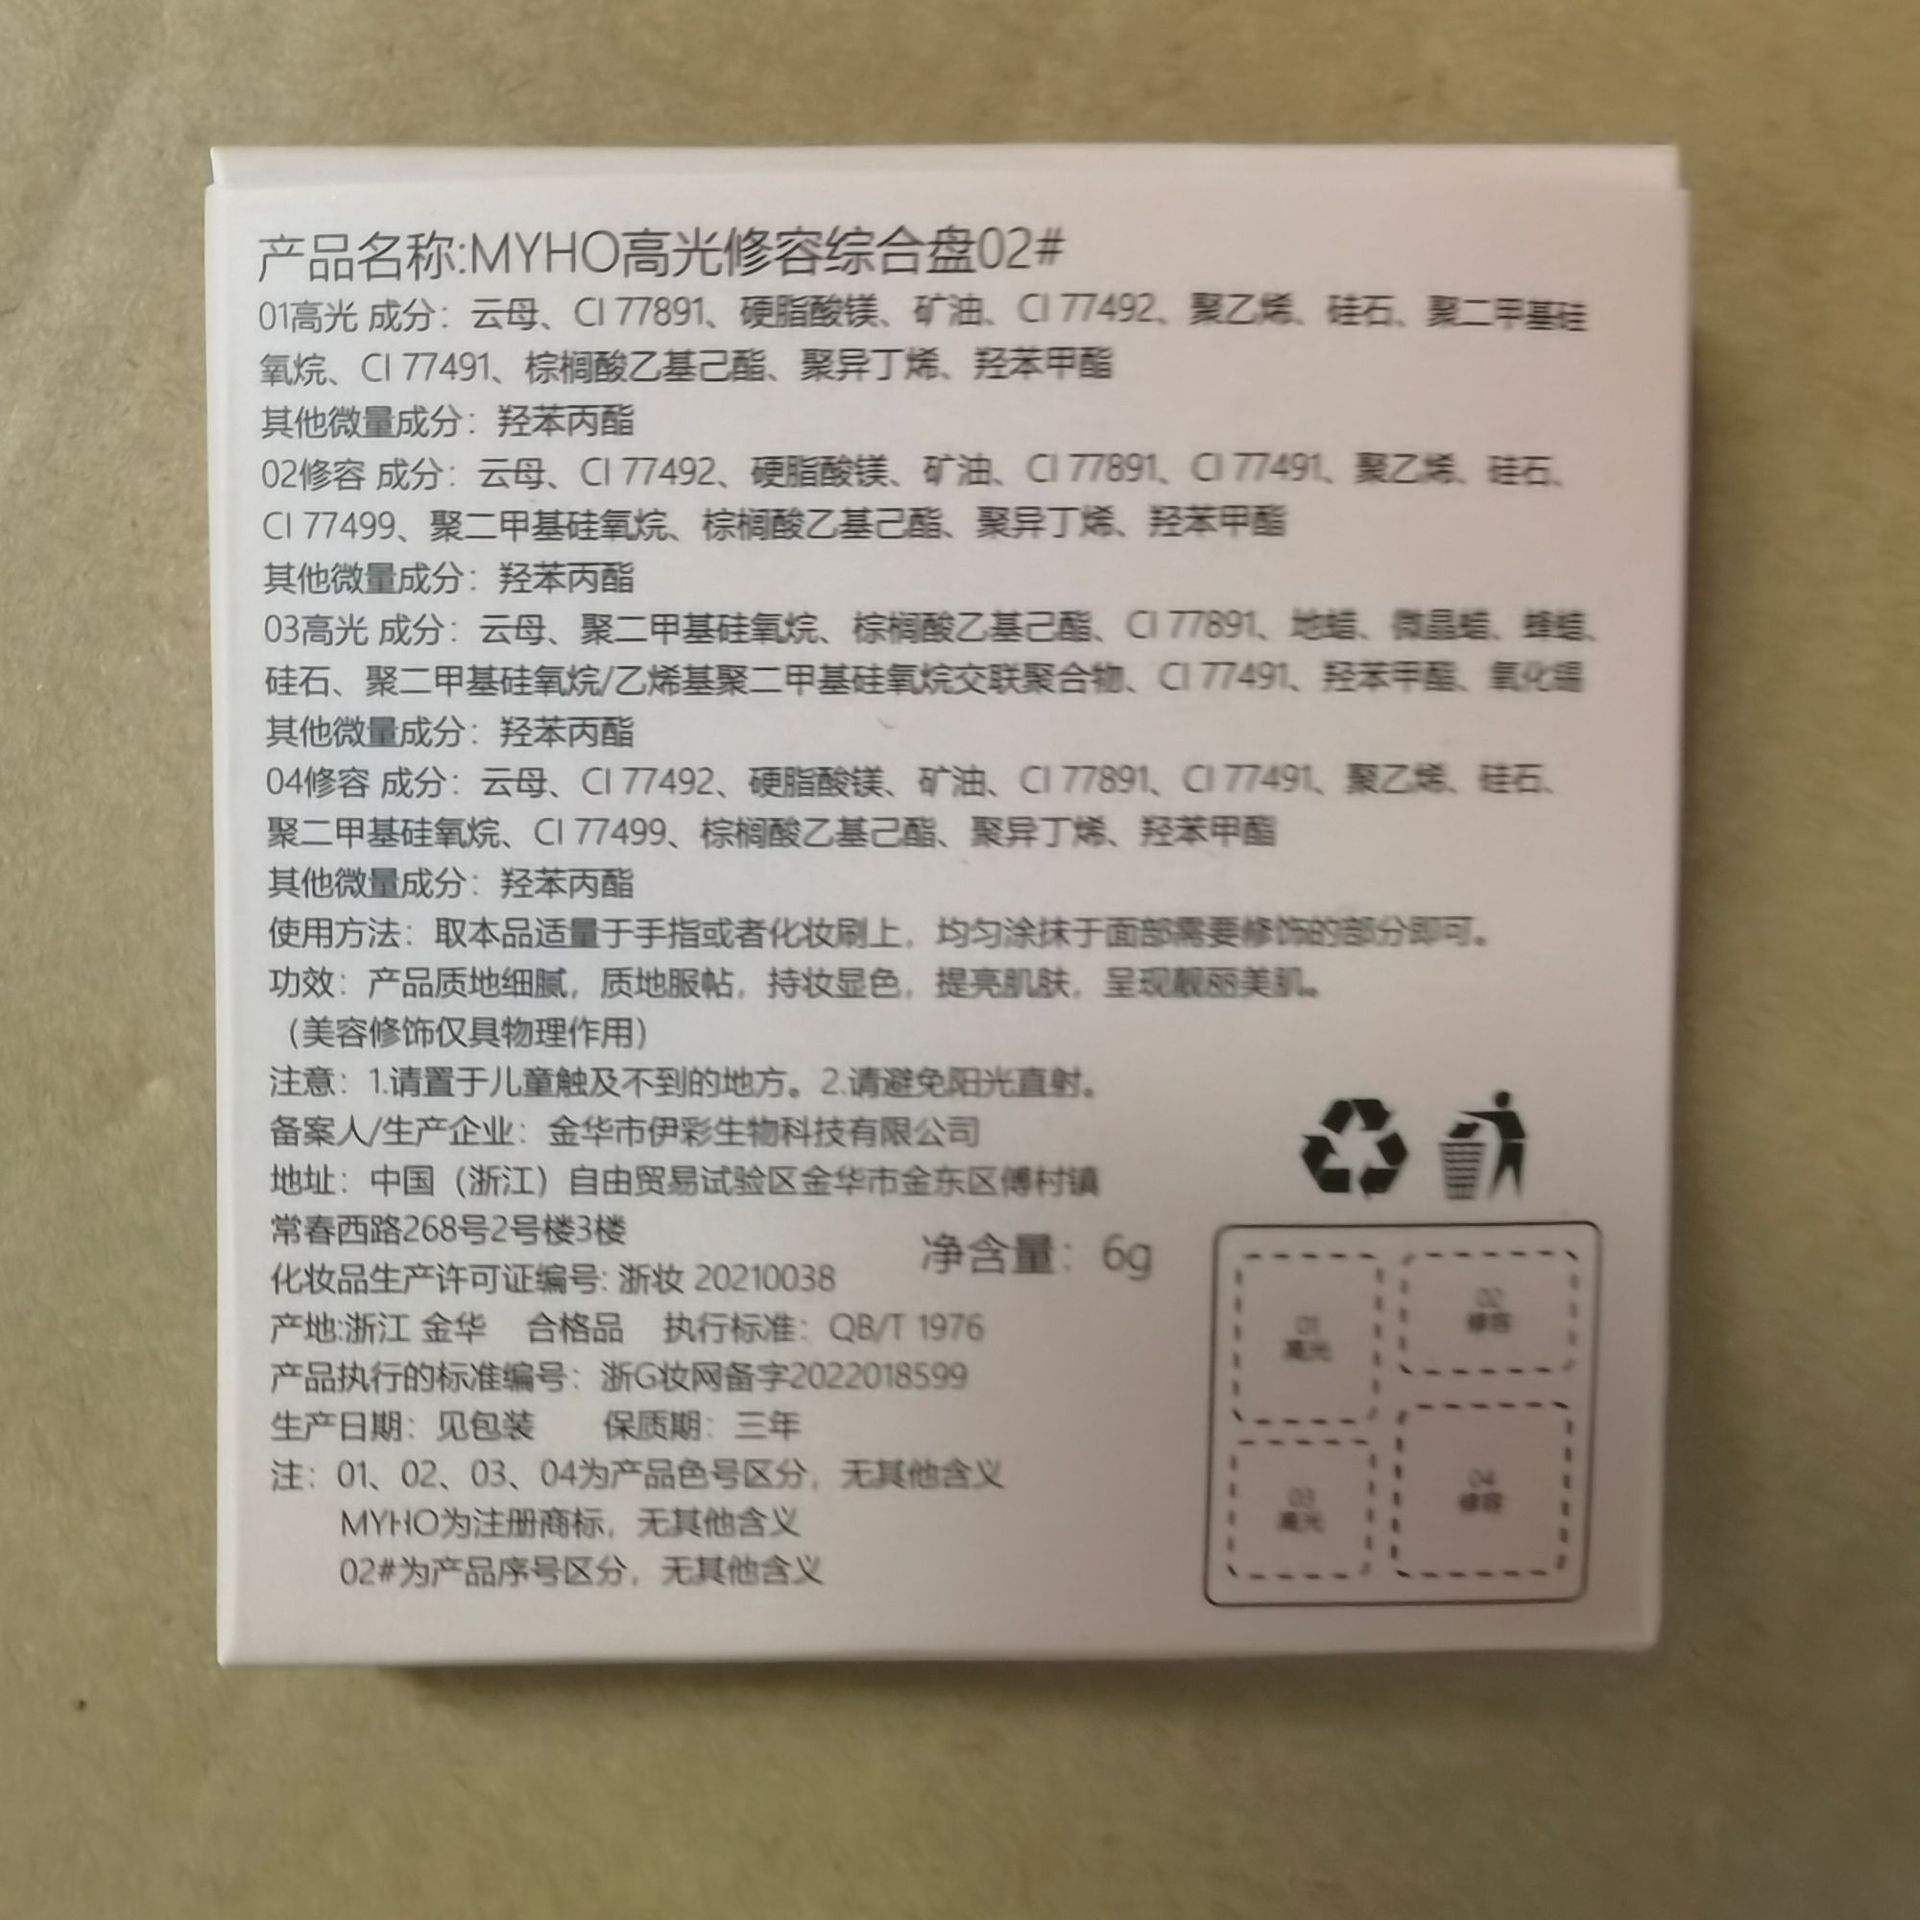 产品名称:MYHO高光修容综合盘02#
01高光 成分：云母、CI 77891、硬脂酸镁、矿油、CI 77492、聚乙烯、硅石、聚二甲基硅
氧烷、CI 77491、棕榈酸乙基己酯、聚异丁烯、羟苯甲酯
其他微量成分：羟苯丙酯
02修容 成分：云母、CI 77492、硬脂酸镁、矿油、CI 77891、CI 77491、聚乙烯、硅石、
CI 77499、聚二甲基硅氧烷、棕榈酸乙基己酯、聚异丁烯、羟苯甲酯
其他微量成分：羟苯丙酯
03高光 成分：云母、聚二甲基硅氧烷、棕榈酸乙基己酯、CI 77891、地蜡、微晶蜡、蜂蜡、
硅石、聚二甲基硅氧烷/乙烯基聚二甲基硅氧烷交联聚合物、CI 77491、羟苯甲酯、氧化锡
其他微量成分：羟苯丙酯
04修容 成分：云母、CI 77492、硬脂酸镁、矿油、CI 77891、CI 77491、聚乙烯、硅石、
聚二甲基硅氧烷、CI 77499、棕榈酸乙基己酯、聚异丁烯、羟苯甲酯
其他微量成分：羟苯丙酯
使用方法：取本品适量于手指或者化妆刷上，均匀涂抹于面部需要修饰的部分即可。
功效：产品质地细腻，质地服帖，持妆显色，提亮肌肤，呈现靓丽美肌。
（美容修饰仅具物理作用）
注意：1.请置于儿童触及不到的地方。2.请避免阳光直射。
备案人/生产企业：金华市伊彩生物科技有限公司
地址：中国（浙江）自由贸易试验区金华市金东区傅村镇
常春西路268号2号楼3楼
净含量：6g
化妆品生产许可证编号: 浙妆 20210038
产地:浙江 金华 合格品 执行标准：QB/T 1976
产品执行的标准编号：浙G妆网备字2022018599
生产日期：见包装 保质期：三年
注：01、02、03、04为产品色号区分，无其他含义
MYHO为注册商标，无其他含义
02#为产品序号区分，无其他含义
01
高光
02
修容
03
高光
04
修容